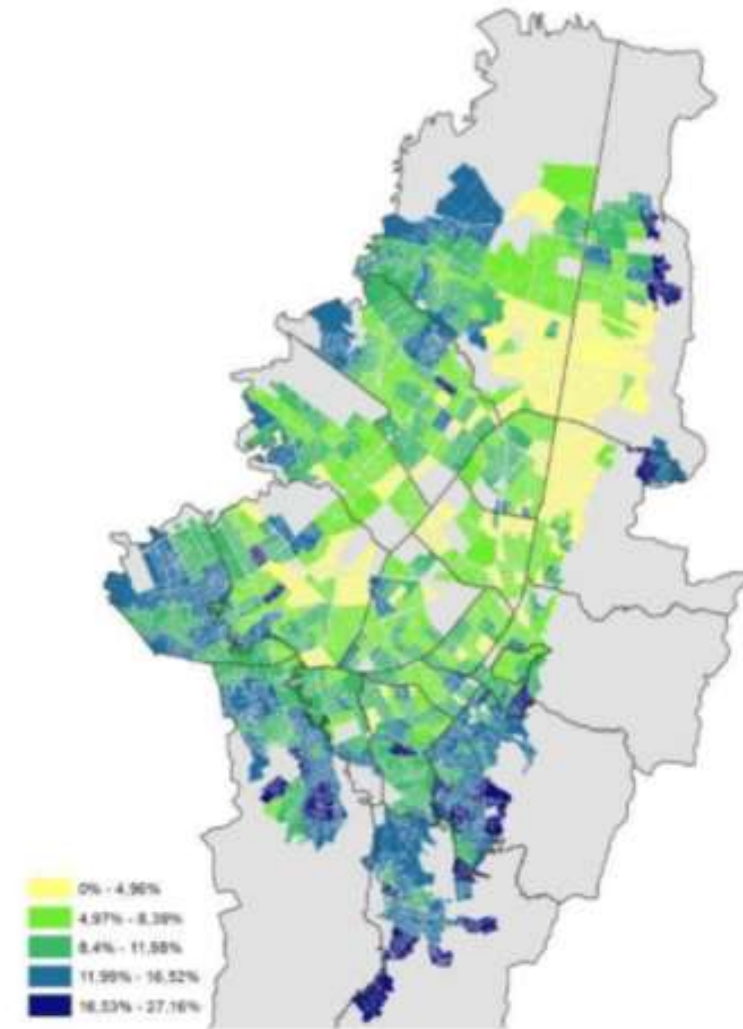 0% - 4,96%
4,97% - 8,39%
8,4% - 11,98%
11,99% - 16,52%
16,53% - 27,16%